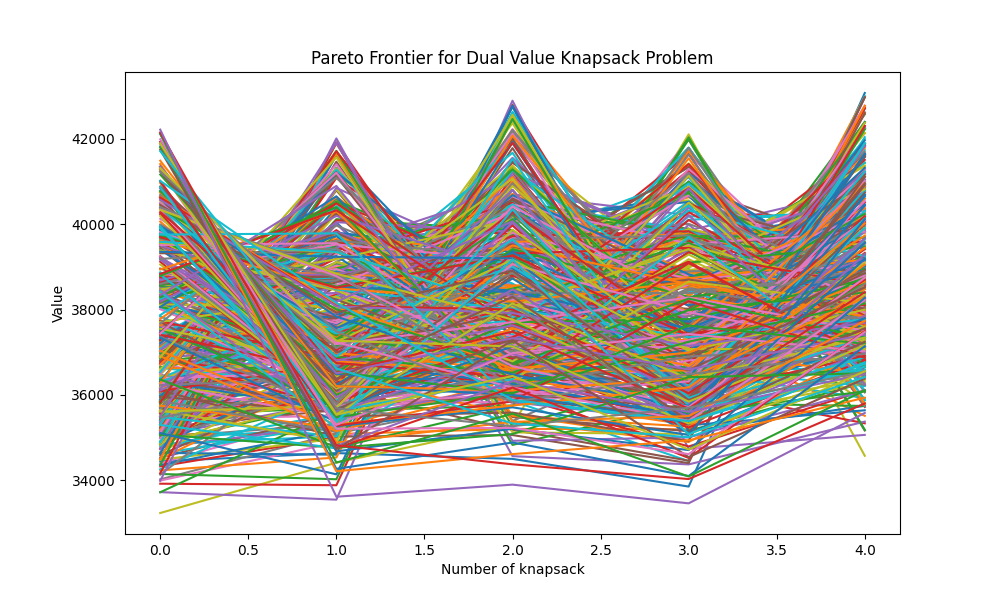 Pareto Frontier for Dual Value Knapsack Problem
42000
40000
38000
36000
34000
Value
0.0 0.5 1.0 1.5 2.0 2.5 3.0 3.5 4.0
Number of knapsack